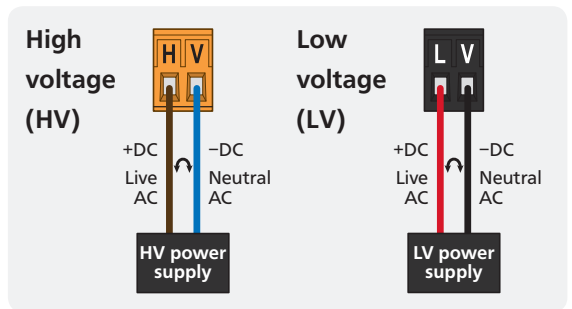 High
voltage
(HV)
H V
+DC
Live
AC
–DC
Neutral
AC
HV power
supply
Low
voltage
(LV)
L V
+DC
Live
AC
–DC
Neutral
AC
LV power
supply